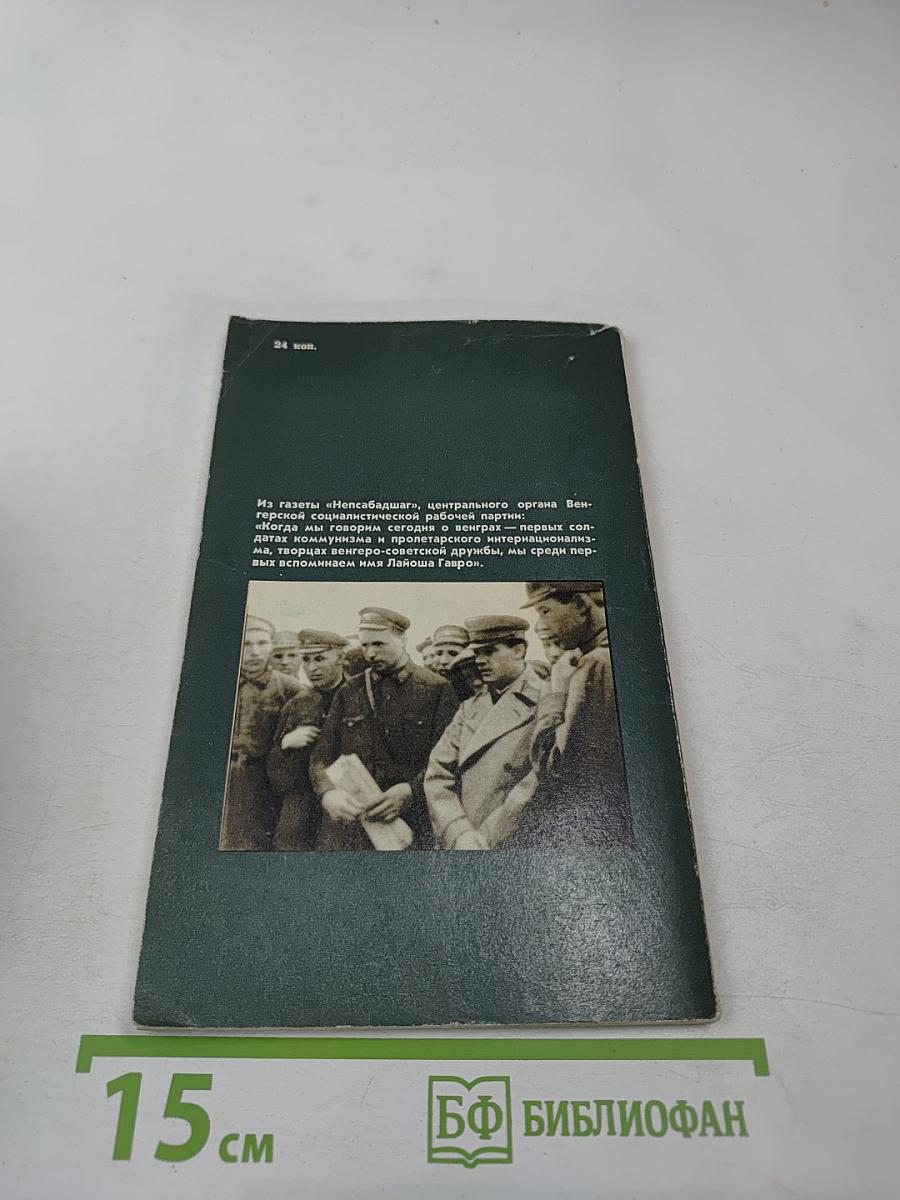 24 коп.
Из газеты «Непсабадшаг», центрального органа Вен-
герской социалистической рабочей партии:
«Когда мы говорим сегодня о венграх — первых сол-
датах коммунизма и пролетарского интернационализ-
ма, творцах венгеро-советской дружбы, мы среди пер-
вых вспоминаем имя Лайоша Гавро».
15 см
БФ БИБЛИОФАН